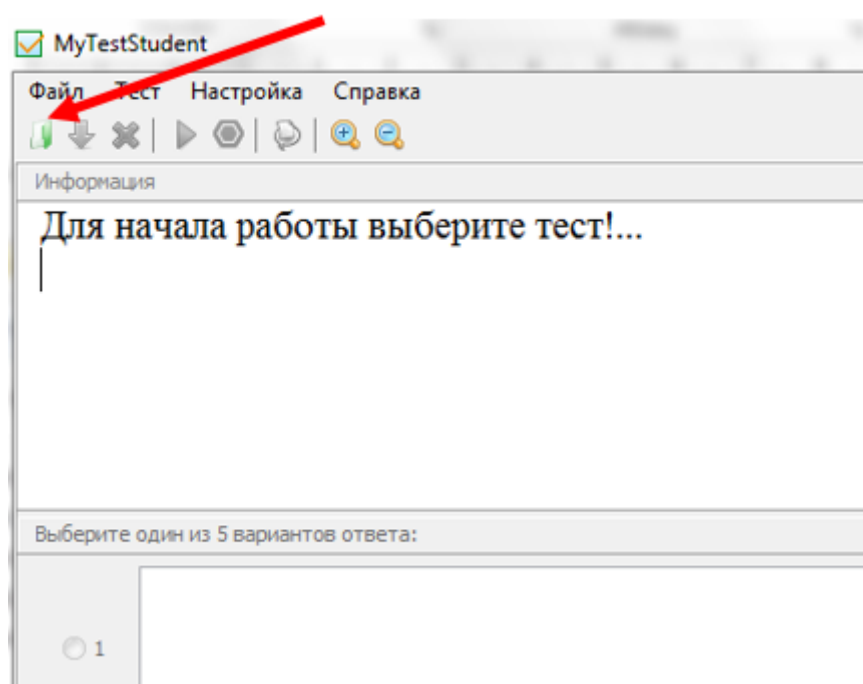 MyTestStudent
Файл Тест Настройка Справка
Информация
Для начала работы выберите тест!...
Выберите один из 5 вариантов ответа:
1